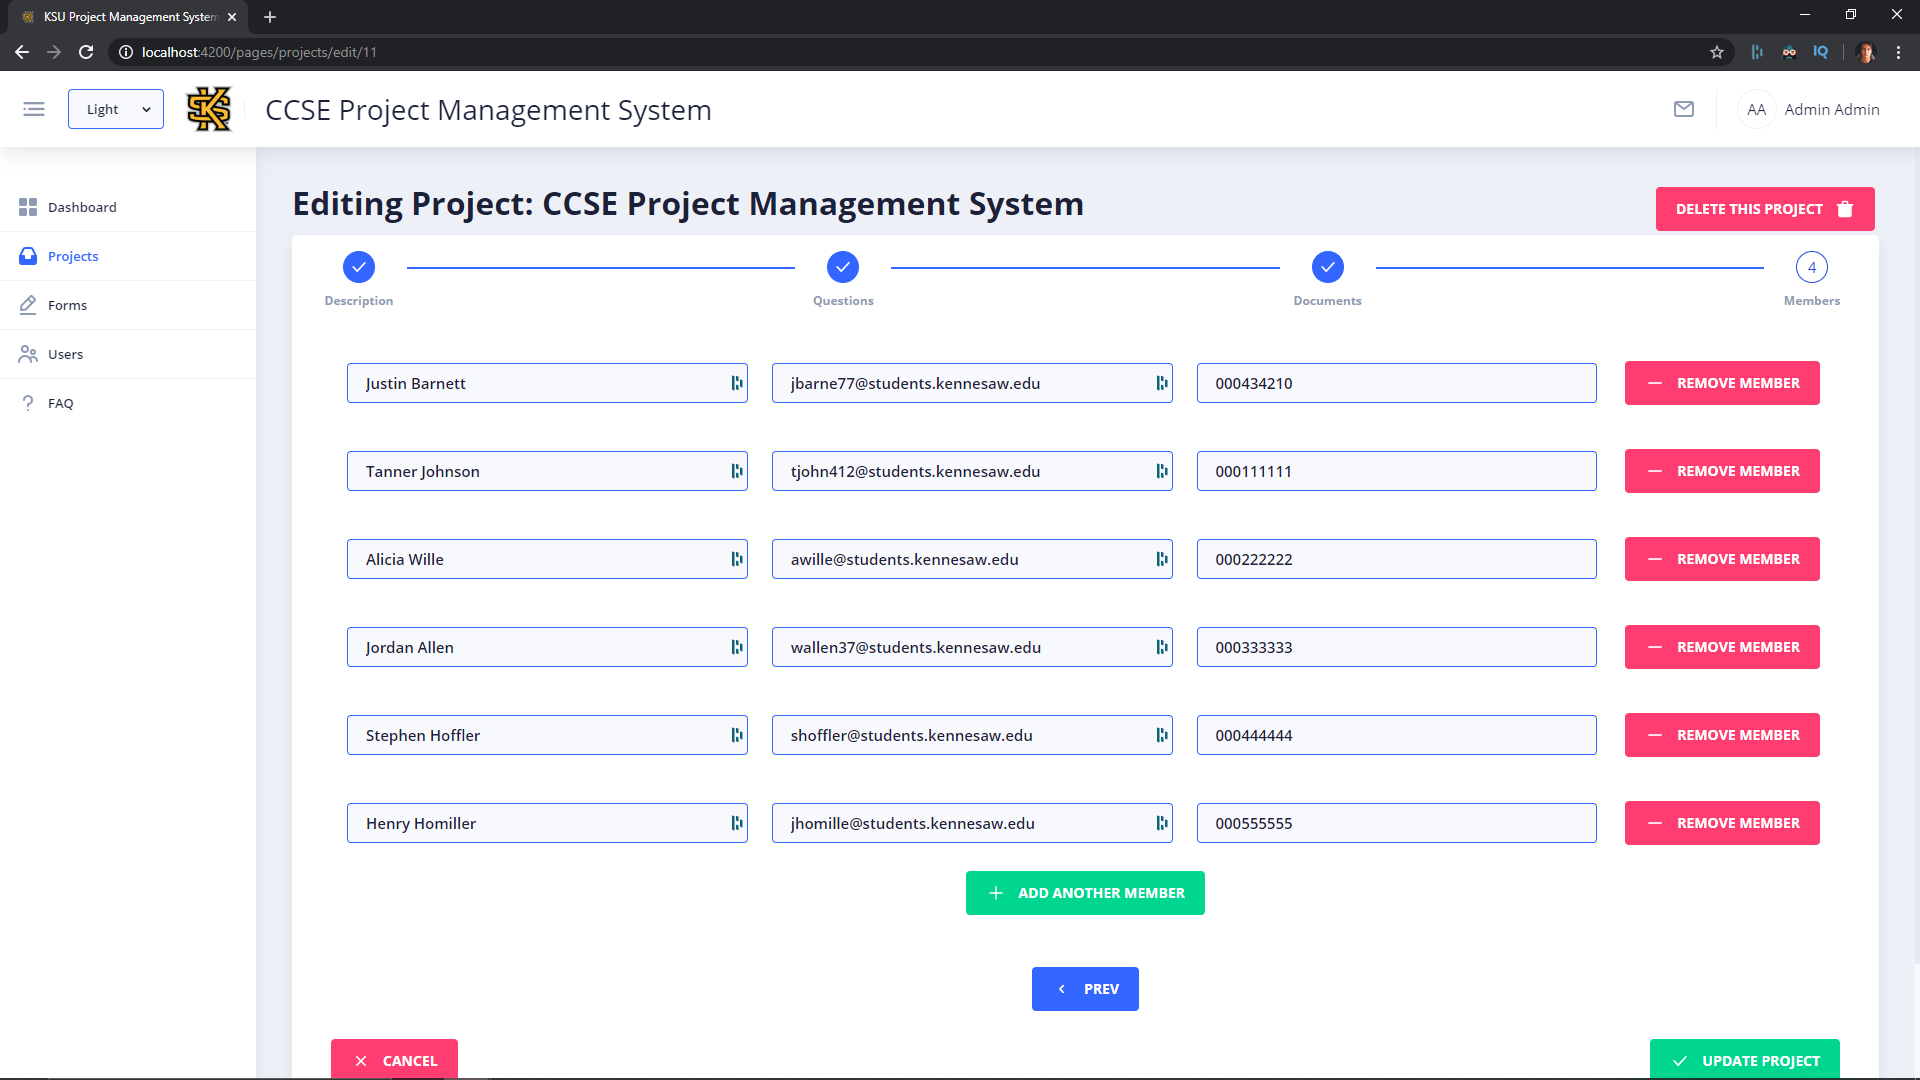 KSU Project Management System
localhost:4200/pages/projects/edit/11
IQ
Light
KS
CCSE Project Management System
AA Admin Admin
Dashboard
Projects
Forms
Users
? FAQ
Editing Project: CCSE Project Management System
DELETE THIS PROJECT
4
Description Questions Documents Members
Justin Barnett jbarne77@students.kennesaw.edu 000434210 REMOVE MEMBER
Tanner Johnson tjohn412@students.kennesaw.edu 000111111 REMOVE MEMBER
Alicia Wille awille@students.kennesaw.edu 000222222 REMOVE MEMBER
Jordan Allen wallen37@students.kennesaw.edu 000333333 REMOVE MEMBER
Stephen Hoffler shoffler@students.kennesaw.edu 000444444 REMOVE MEMBER
Henry Homiller jhomille@students.kennesaw.edu 000555555 REMOVE MEMBER
+ ADD ANOTHER MEMBER
PREV
CANCEL
UPDATE PROJECT